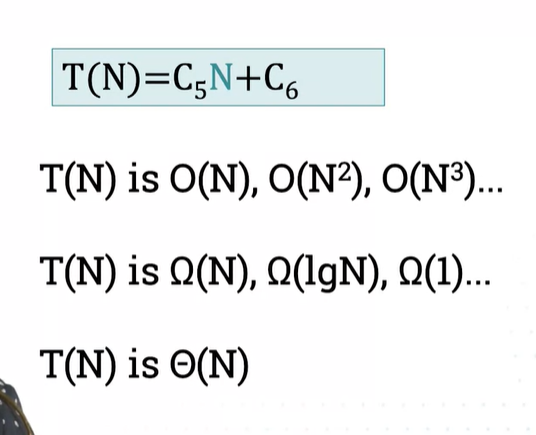 T(N)=C₅N+C₆
T(N) is O(N), O(N²), O(N³)...
T(N) is Ω(N), Ω(lgN), Ω(1)...
T(N) is Θ(N)